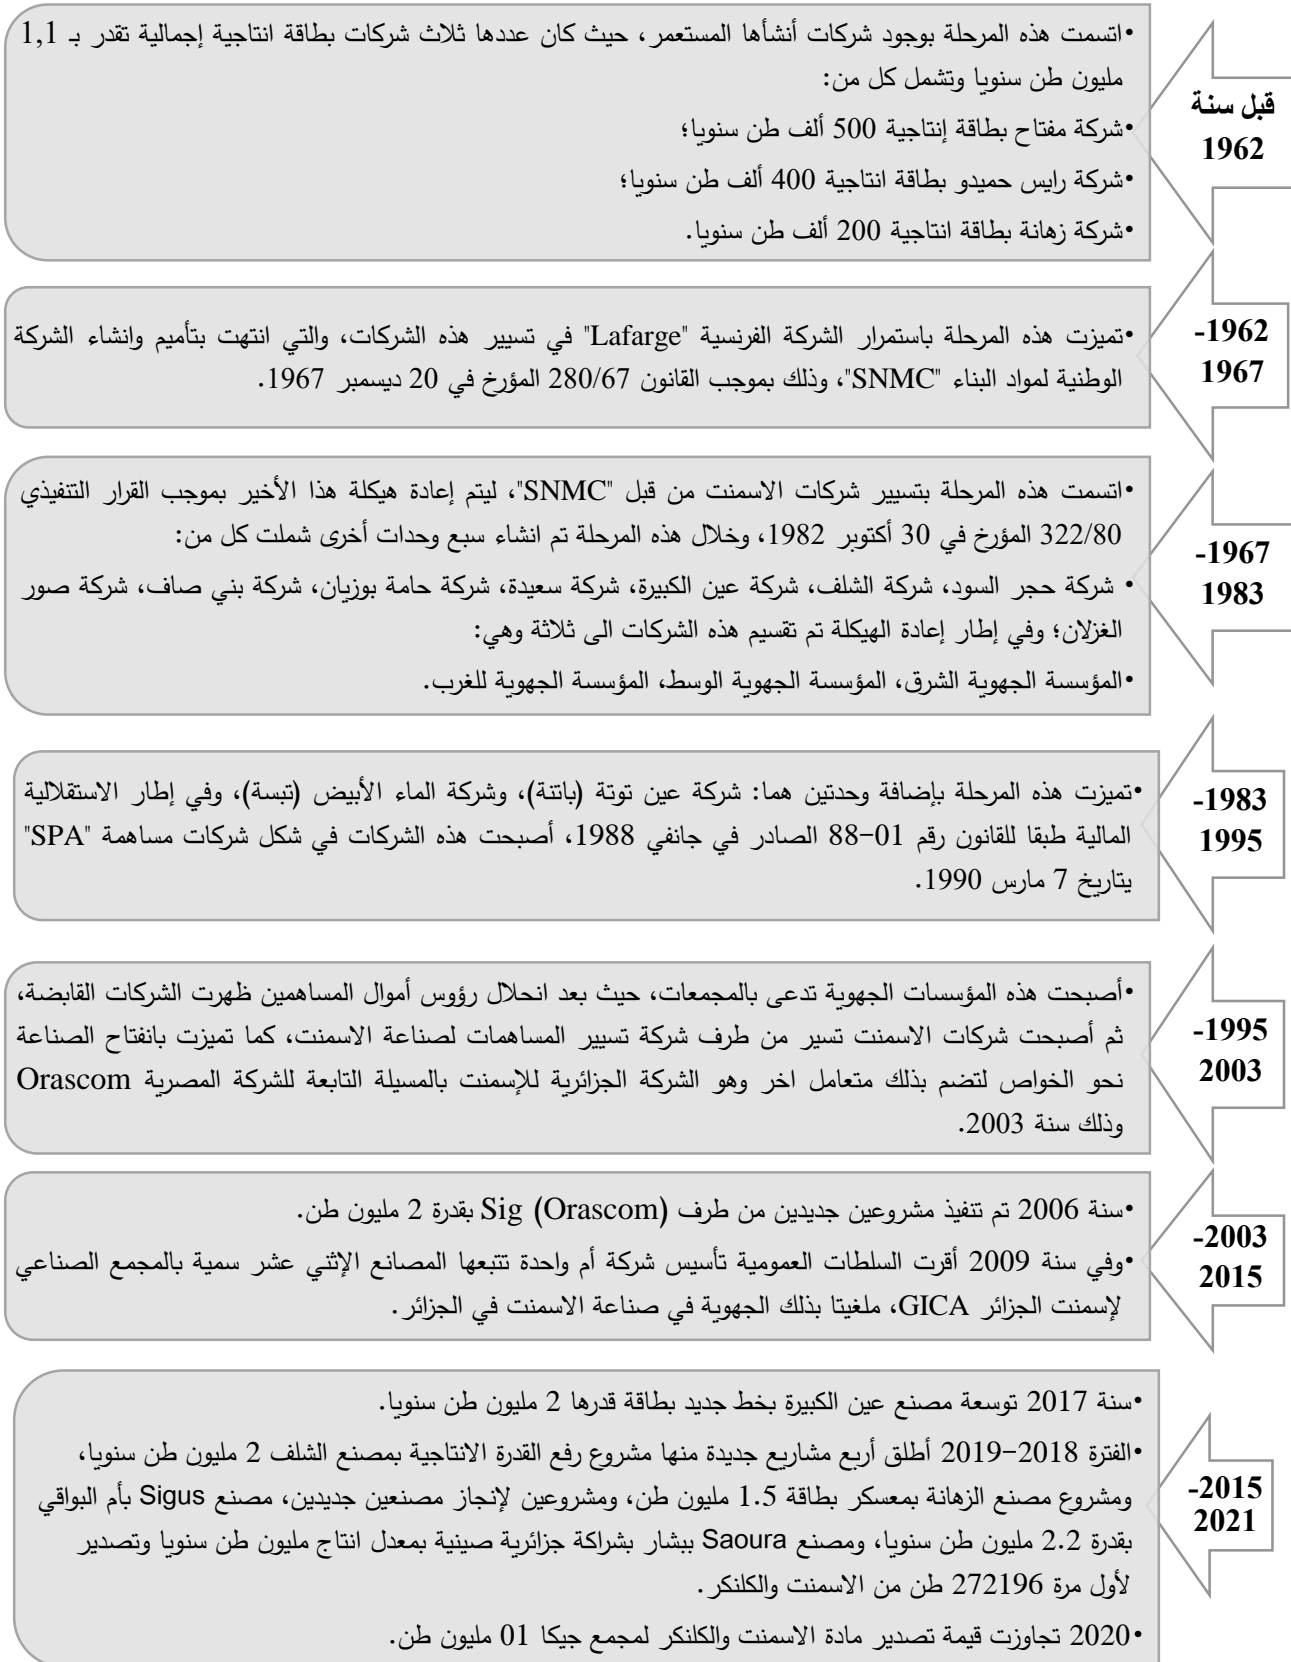 قبل سنة
1962
•اتسمت هذه المرحلة بوجود شركات أنشأها المستعمر، حيث كان عددها ثلاث شركات بطاقة انتاجية إجمالية تقدر بـ 1,1
مليون طن سنويا وتشمل كل من:
•شركة مفتاح بطاقة إنتاجية 500 ألف طن سنويا؛
•شركة رايس حميدو بطاقة انتاجية 400 ألف طن سنويا؛
•شركة زهانة بطاقة انتاجية 200 ألف طن سنويا.
1962-
1967
•تميزت هذه المرحلة باستمرار الشركة الفرنسية "Lafarge" في تسيير هذه الشركات، والتي انتهت بتأميم وانشاء الشركة
الوطنية لمواد البناء "SNMC"، وذلك بموجب القانون 280/67 المؤرخ في 20 ديسمبر 1967.
1967-
1983
•اتسمت هذه المرحلة بتسيير شركات الاسمنت من قبل "SNMC"، ليتم إعادة هيكلة هذا الأخير بموجب القرار التنفيذي
322/80 المؤرخ في 30 أكتوبر 1982، وخلال هذه المرحلة تم انشاء سبع وحدات أخرى شملت كل من:
• شركة حجر السود، شركة الشلف، شركة عين الكبيرة، شركة سعيدة، شركة حامة بوزيان، شركة بني صاف، شركة صور
الغزلان؛ وفي إطار إعادة الهيكلة تم تقسيم هذه الشركات الى ثلاثة وهي:
•المؤسسة الجهوية الشرق، المؤسسة الجهوية الوسط، المؤسسة الجهوية للغرب.
1983-
1995
•تميزت هذه المرحلة بإضافة وحدتين هما: شركة عين توتة (باتنة)، وشركة الماء الأبيض (تبسة)، وفي إطار الاستقلالية
المالية طبقا للقانون رقم 01-88 الصادر في جانفي 1988، أصبحت هذه الشركات في شكل شركات مساهمة "SPA"
يتاريخ 7 مارس 1990.
1995-
2003
•أصبحت هذه المؤسسات الجهوية تدعى بالمجمعات، حيث بعد انحلال رؤوس أموال المساهمين ظهرت الشركات القابضة،
ثم أصبحت شركات الاسمنت تسير من طرف شركة تسيير المساهمات لصناعة الاسمنت، كما تميزت بانفتاح الصناعة
نحو الخواص لتضم بذلك متعامل اخر وهو الشركة الجزائرية للإسمنت بالمسيلة التابعة للشركة المصرية Orascom
وذلك سنة 2003.
2003-
2015
•سنة 2006 تم تنفيذ مشروعين جديدين من طرف Sig (Orascom) بقدرة 2 مليون طن.
•وفي سنة 2009 أقرت السلطات العمومية تأسيس شركة أم واحدة تتبعها المصانع الإثني عشر سمية بالمجمع الصناعي
لإسمنت الجزائر GICA، ملغيتا بذلك الجهوية في صناعة الاسمنت في الجزائر.
2015-
2021
•سنة 2017 توسعة مصنع عين الكبيرة بخط جديد بطاقة قدرها 2 مليون طن سنويا.
•الفترة 2018-2019 أطلق أربع مشاريع جديدة منها مشروع رفع القدرة الانتاجية بمصنع الشلف 2 مليون طن سنويا،
ومشروع مصنع الزهانة بمعسكر بطاقة 1.5 مليون طن، ومشروعين لإنجاز مصنعين جديدين، مصنع Sigus بأم البواقي
بقدرة 2.2 مليون طن سنويا، ومصنع Saoura ببشار بشراكة جزائرية صينية بمعدل انتاج مليون طن سنويا وتصدير
لأول مرة 272196 طن من الاسمنت والكلنكر.
•2020 تجاوزت قيمة تصدير مادة الاسمنت والكلنكر لمجمع جيكا 01 مليون طن.